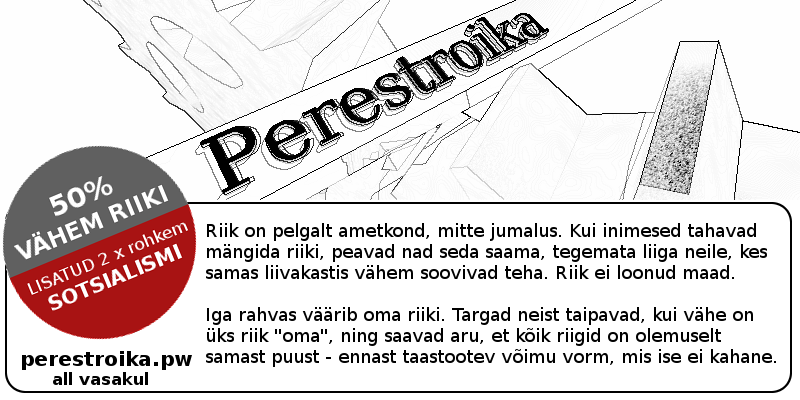 Perestroika
50%
VÄHEM RIIKI
LISATUD 2 x rohkem
SOTSIALISMI
Riik on pelgalt ametkond, mitte jumalus. Kui inimesed tahavad
mängida riiki, peavad nad seda saama, tegemata liiga neile, kes
samas liivakastis vähem soovivad teha. Riik ei loonud maad.
Iga rahvas väärib oma riiki. Targad neist taipavad, kui vähe on
üks riik "oma", ning saavad aru, et kõik riigid on olemuselt
samast puust - ennast taastootev võimu vorm, mis ise ei kahane.
perestroika.pw
all vasakul